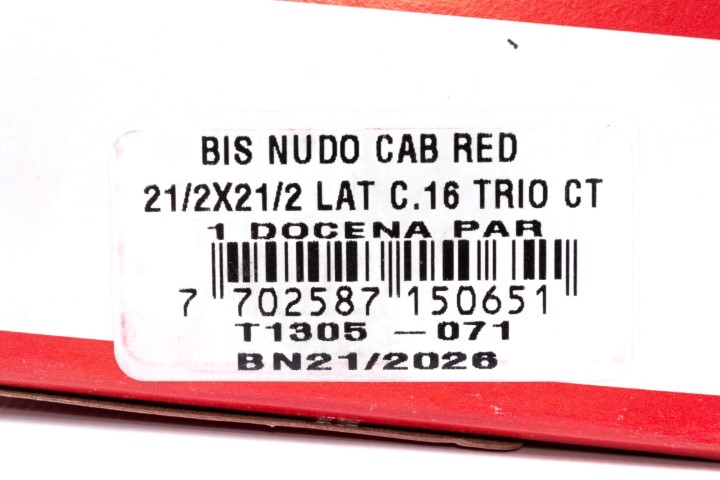 BIS NUDO CAB RED
21/2X21/2 LAT C.16 TRIO CT
1 DOCENA PAR
7 702587 150651
T1305 -071
BN21/2026